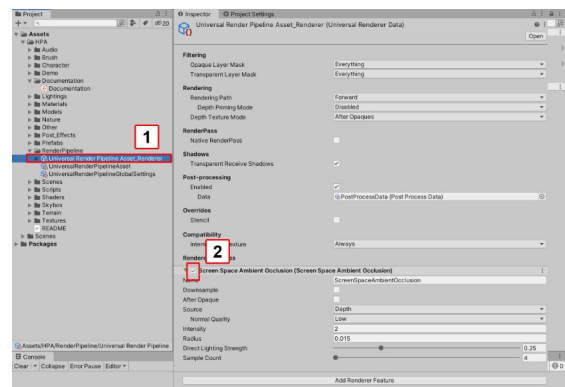 Project
+
20
Assets
HPA
Audio
Brush
Character
Demo
Documentation
Documentation
Lightings
Materials
Models
Nature
Other
Post_Effects
Prefabs
RenderPipeline
Universal Render Pipeline Asset_Renderer
UniversalRenderPipelineAsset
UniversalRenderPipelineGlobalSettings
Scenes
Scripts
Shaders
Skybox
Terrain
Textures
README
Scenes
Packages
1
Assets/HPA/RenderPipeline/Universal Render Pipeline
Console
Clear Collapse Error Pause Editor
0
Inspector Project Settings
Universal Render Pipeline Asset_Renderer (Universal Renderer Data)
Open
Filtering
Opaque Layer Mask Everything
Transparent Layer Mask Everything
Rendering
Rendering Path Forward
Depth Priming Mode Disabled
Depth Texture Mode After Opaques
RenderPass
Native RenderPass
Shadows
Transparent Receive Shadows
Post-processing
Enabled
Data PostProcessData (Post Process Data)
Overrides
Stencil
Compatibility
Always
2
Screen Space Ambient Occlusion (Screen Space Ambient Occlusion)
Name ScreenSpaceAmbientOcclusion
Downsample
After Opaque
Source Depth
Normal Quality Low
Intensity 2
Radius 0.015
Direct Lighting Strength 0.25
Sample Count 4
Add Renderer Feature